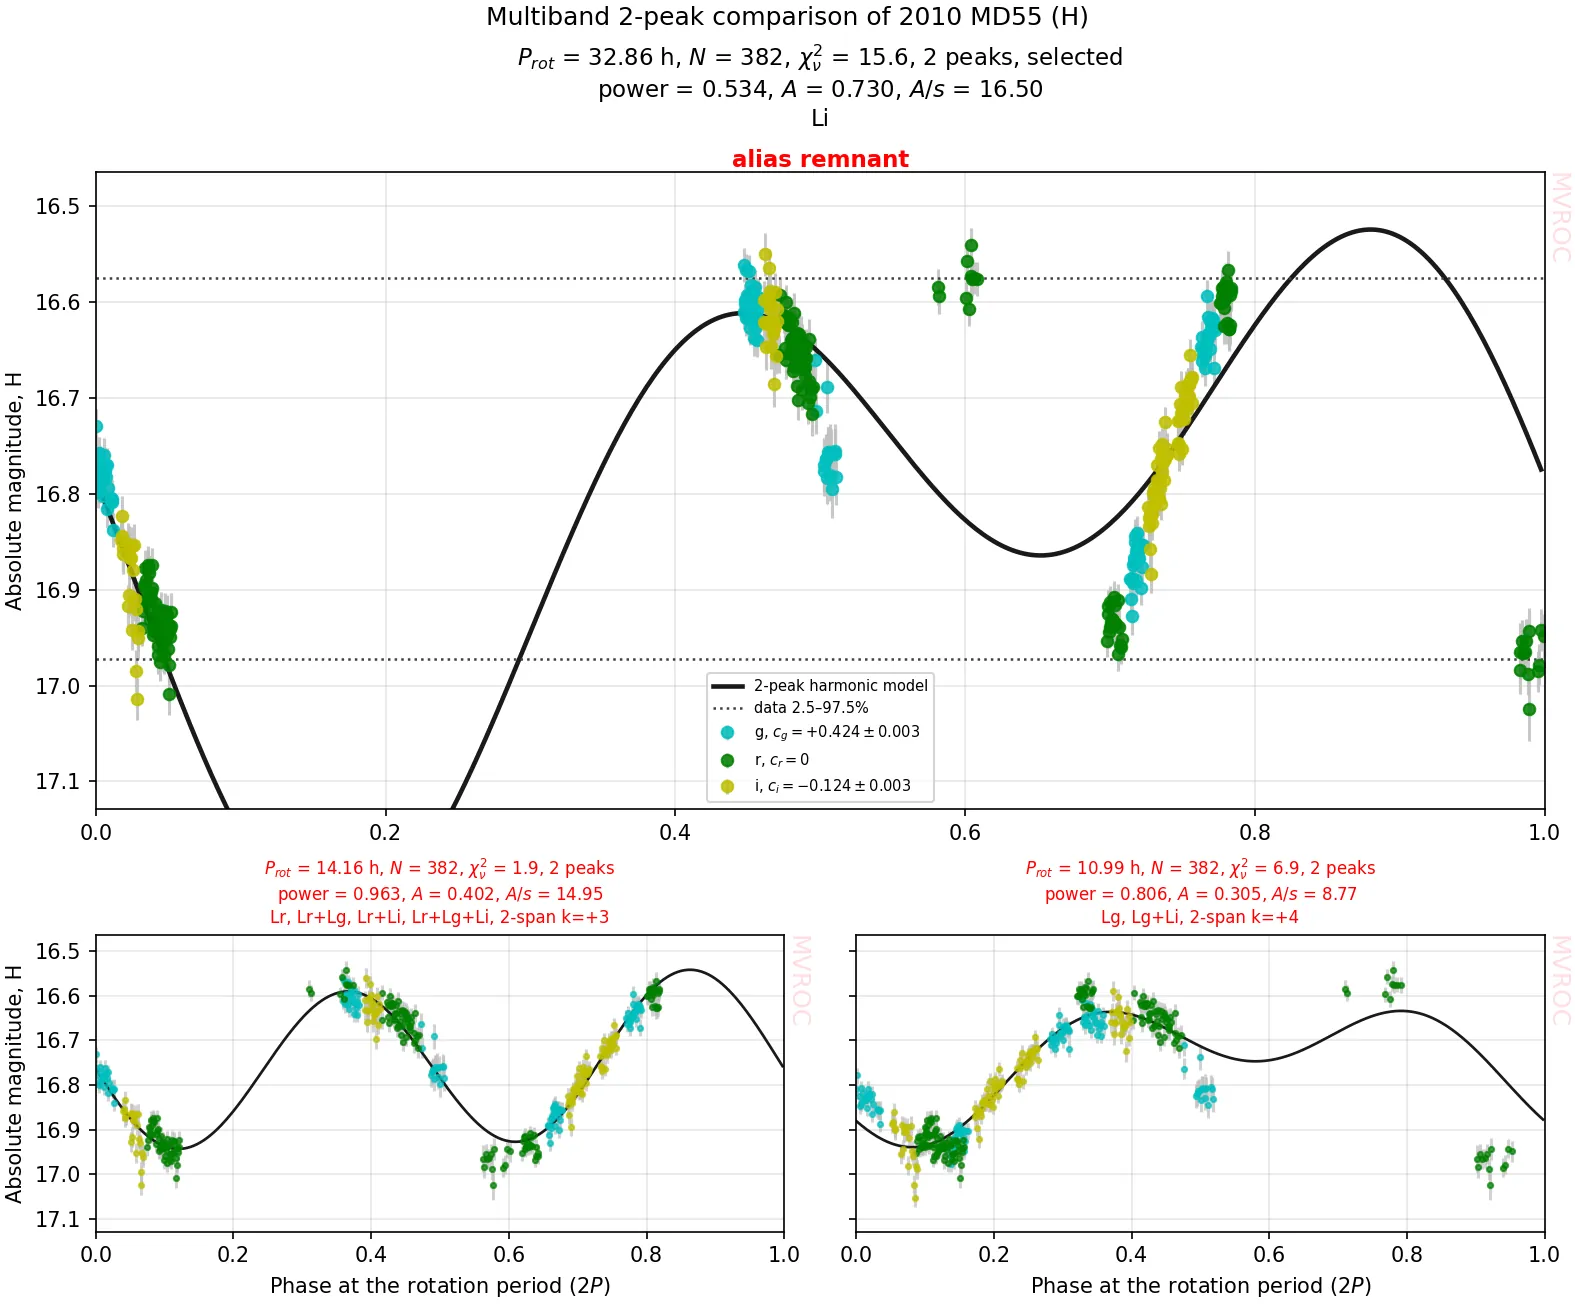 Multiband 2-peak comparison of 2010 MD55 (H)
P_rot = 32.86 h, N = 382, χ²_ν = 15.6, 2 peaks, selected
power = 0.534, A = 0.730, A/s = 16.50
Li
alias remnant
MVROC
Absolute magnitude, H
16.5
16.6
16.7
16.8
16.9
17.0
17.1
2-peak harmonic model
data 2.5–97.5%
g, c_g = +0.424 ± 0.003
r, c_r = 0
i, c_i = −0.124 ± 0.003
0.0 0.2 0.4 0.6 0.8 1.0
P_rot = 14.16 h, N = 382, χ²_ν = 1.9, 2 peaks
power = 0.963, A = 0.402, A/s = 14.95
Lr, Lr+Lg, Lr+Li, Lr+Lg+Li, 2-span k=+3
MVROC
Absolute magnitude, H
16.5
16.6
16.7
16.8
16.9
17.0
17.1
0.0 0.2 0.4 0.6 0.8 1.0
Phase at the rotation period (2P)
P_rot = 10.99 h, N = 382, χ²_ν = 6.9, 2 peaks
power = 0.806, A = 0.305, A/s = 8.77
Lg, Lg+Li, 2-span k=+4
MVROC
0.0 0.2 0.4 0.6 0.8 1.0
Phase at the rotation period (2P)